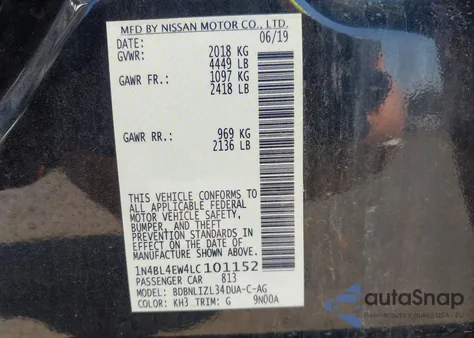 MFD BY NISSAN MOTOR CO., LTD.
DATE: 06/19
GVWR: 2018 KG
4449 LB
GAWR FR.: 1097 KG
2418 LB
GAWR RR.: 969 KG
2136 LB
THIS VEHICLE CONFORMS TO
ALL APPLICABLE FEDERAL
MOTOR VEHICLE SAFETY,
BUMPER, AND THEFT
PREVENTION STANDARDS IN
EFFECT ON THE DATE OF
MANUFACTURE SHOWN ABOVE.
1N4BL4EW4LC101152
PASSENGER CAR 813
MODEL: BDBNLIZL34DUA-C-AG
COLOR: KH3 TRIM: G 9N00A
autoSnap